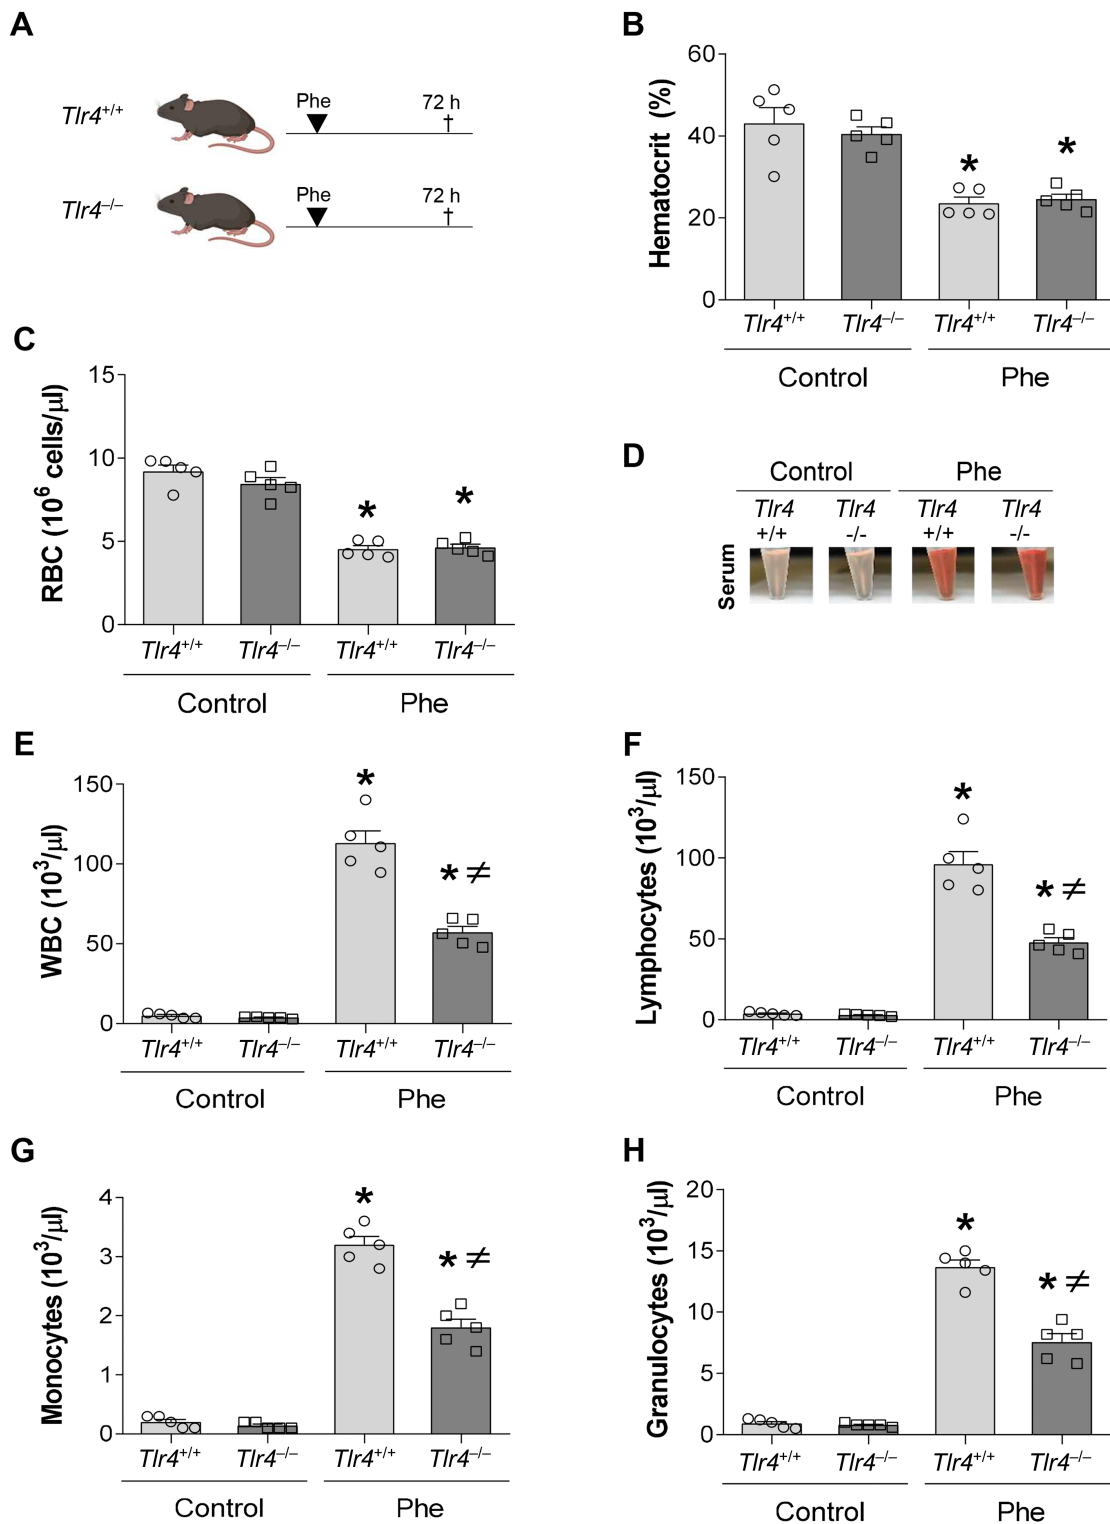 A
Tlr4+/+
Phe
72 h
†
Tlr4–/–
Phe
72 h
†
B
Hematocrit (%)
60
40
20
0
*
*
Tlr4+/+ Tlr4–/– Tlr4+/+ Tlr4–/–
Control Phe
C
RBC (10⁶ cells/µl)
15
10
5
0
*
*
Tlr4+/+ Tlr4–/– Tlr4+/+ Tlr4–/–
Control Phe
D
Control Phe
Tlr4 Tlr4 Tlr4 Tlr4
+/+ -/- +/+ -/-
Serum
E
WBC (10³/µl)
150
100
50
0
*
* ≠
Tlr4+/+ Tlr4–/– Tlr4+/+ Tlr4–/–
Control Phe
F
Lymphocytes (10³/µl)
150
100
50
0
*
* ≠
Tlr4+/+ Tlr4–/– Tlr4+/+ Tlr4–/–
Control Phe
G
Monocytes (10³/µl)
4
3
2
1
0
*
* ≠
Tlr4+/+ Tlr4–/– Tlr4+/+ Tlr4–/–
Control Phe
H
Granulocytes (10³/µl)
20
15
10
5
0
*
* ≠
Tlr4+/+ Tlr4–/– Tlr4+/+ Tlr4–/–
Control Phe